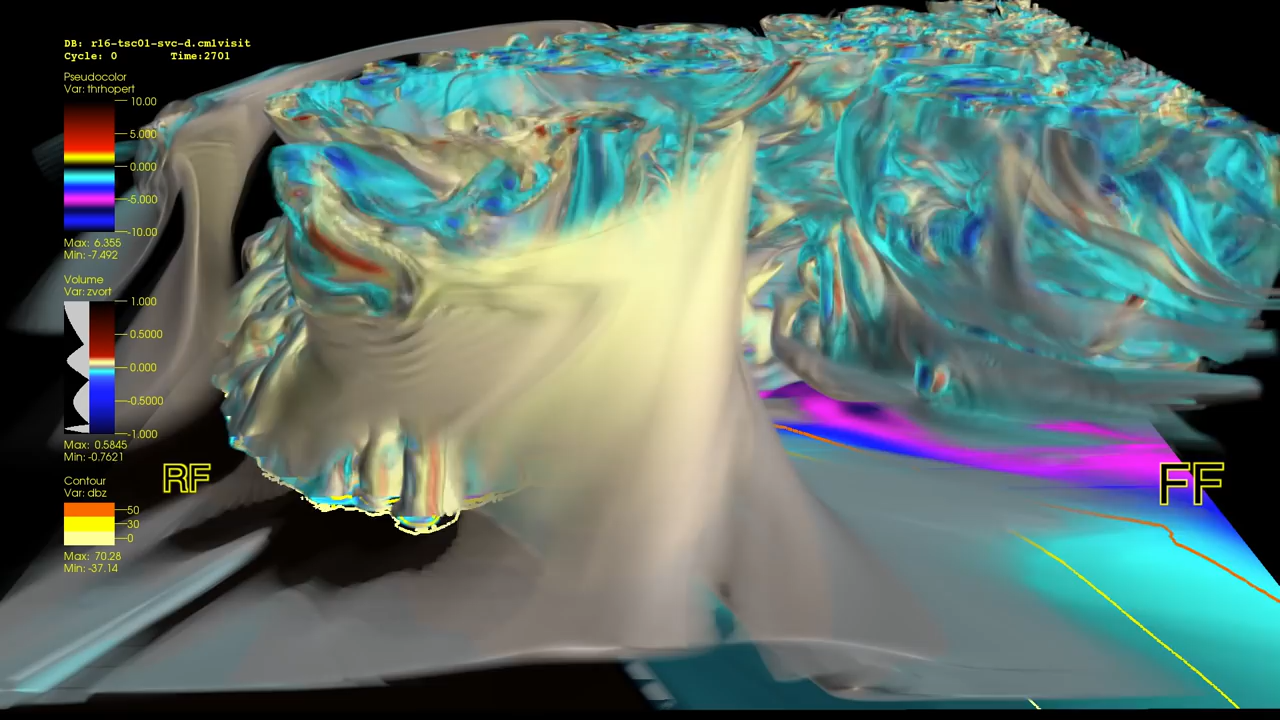 DB: r16-tsc01-svc-d.cm1visit
Cycle: 0 Time:2701
Pseudocolor
Var: thrhopert
10.00
5.000
0.000
-5.000
-10.00
Max: 6.355
Min: -7.492
Volume
Var: zvort
1.000
0.5000
0.000
-0.5000
-1.000
Max: 0.5845
Min: -0.7621
Contour
Var: dbz
50
30
0
Max: 70.28
Min: -37.14
RF
FF